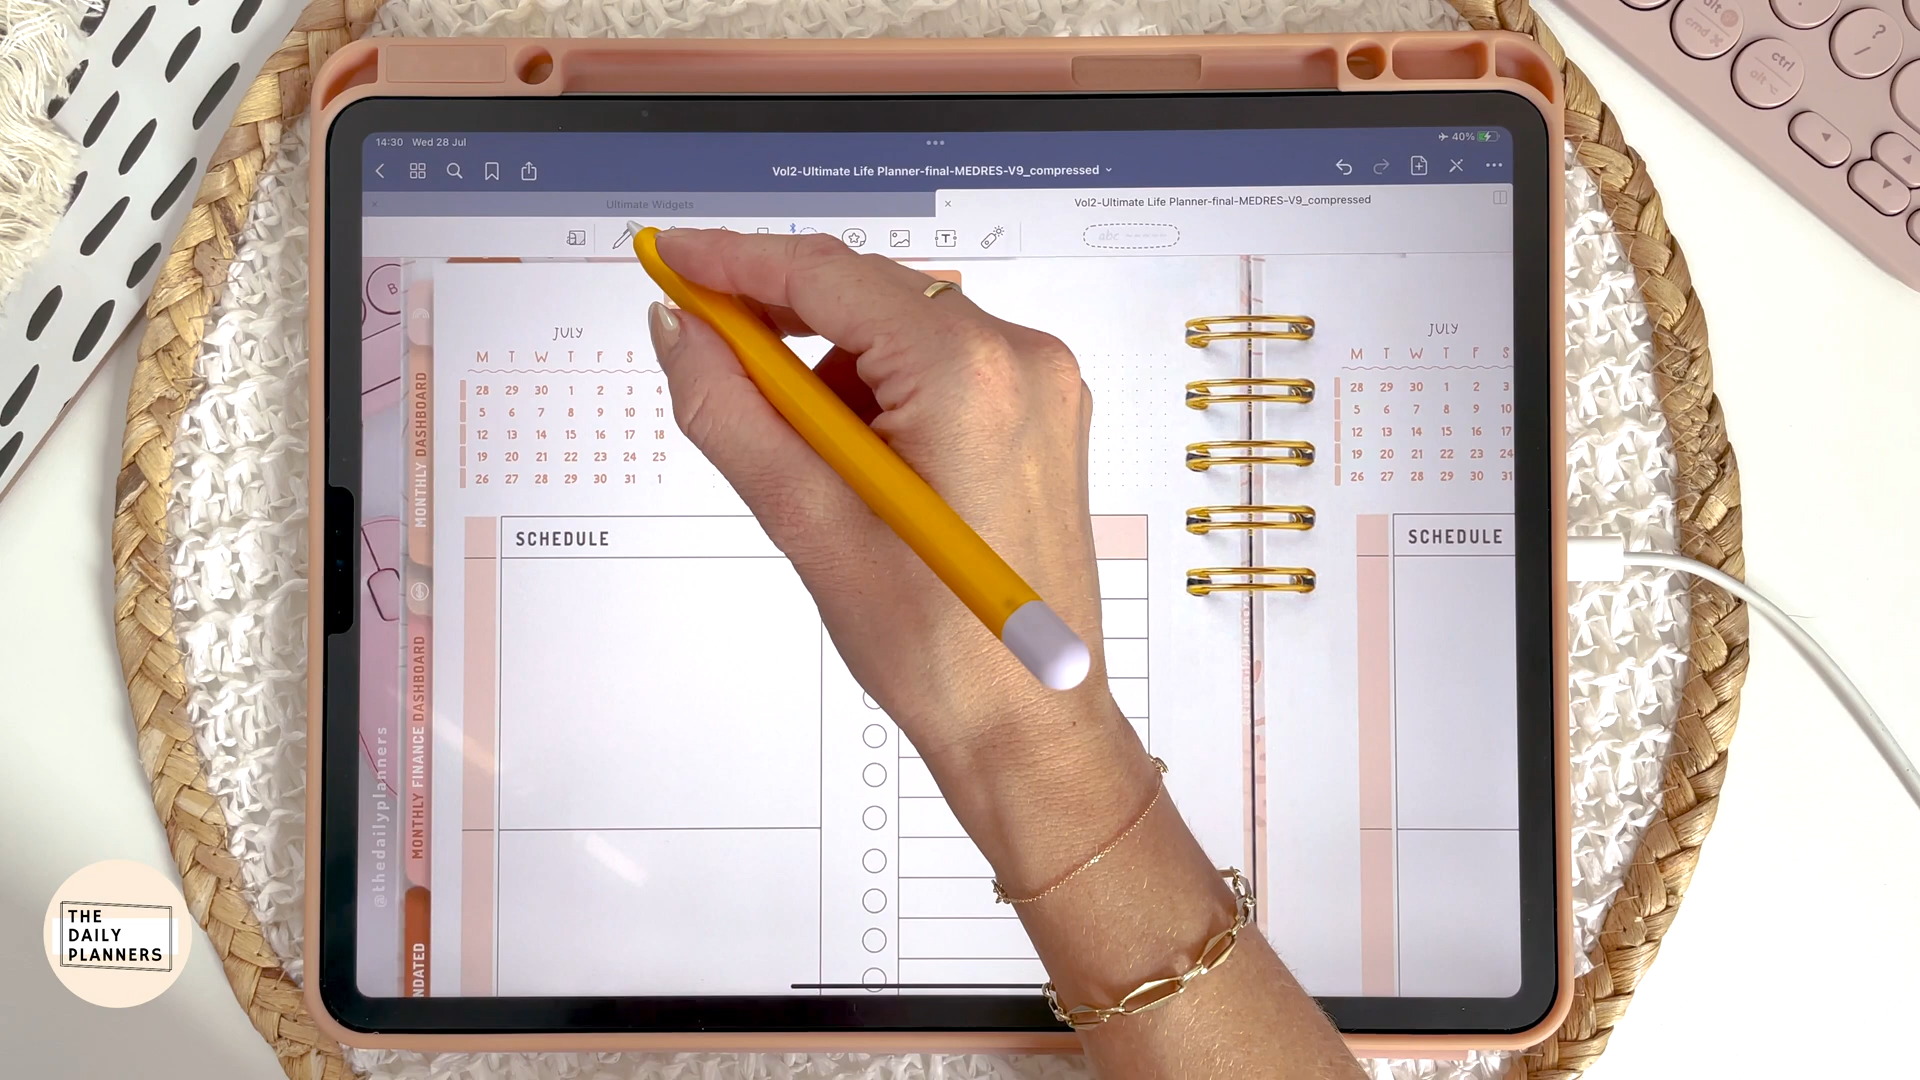 14:30 Wed 28 Jul
40%
Vol2-Ultimate Life Planner-final-MEDRES-V9_compressed
Ultimate Widgets
Vol2-Ultimate Life Planner-final-MEDRES-V9_compressed
abc
T
B
JULY
M T W T F S
28 29 30 1 2 3 4
5 6 7 8 9 10 11
12 13 14 15 16 17 18
19 20 21 22 23 24 25
26 27 28 29 30 31 1
SCHEDULE
JULY
M T W T F S
28 29 30 1 2 3
5 6 7 8 9 10
12 13 14 15 16 17
19 20 21 22 23 24
26 27 28 29 30 31
SCHEDULE
MONTHLY DASHBOARD
MONTHLY FINANCE DASHBOARD
NDATED
@thedailyplanners
alt
cmd ⌘
ctrl
alt ⌥
?
/
THE
DAILY
PLANNERS